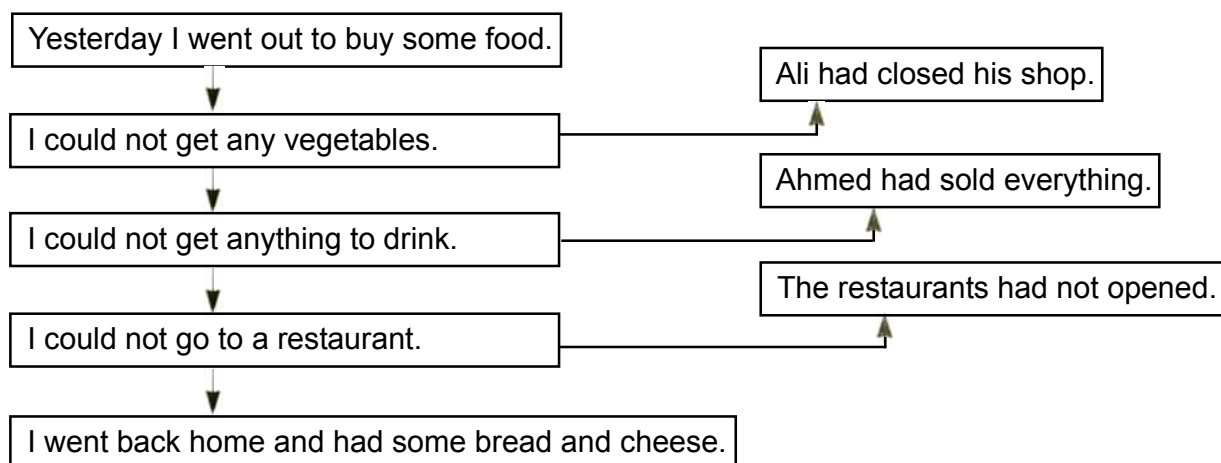 Yesterday I went out to buy some food.
Ali had closed his shop.
I could not get any vegetables.
Ahmed had sold everything.
I could not get anything to drink.
The restaurants had not opened.
I could not go to a restaurant.
I went back home and had some bread and cheese.